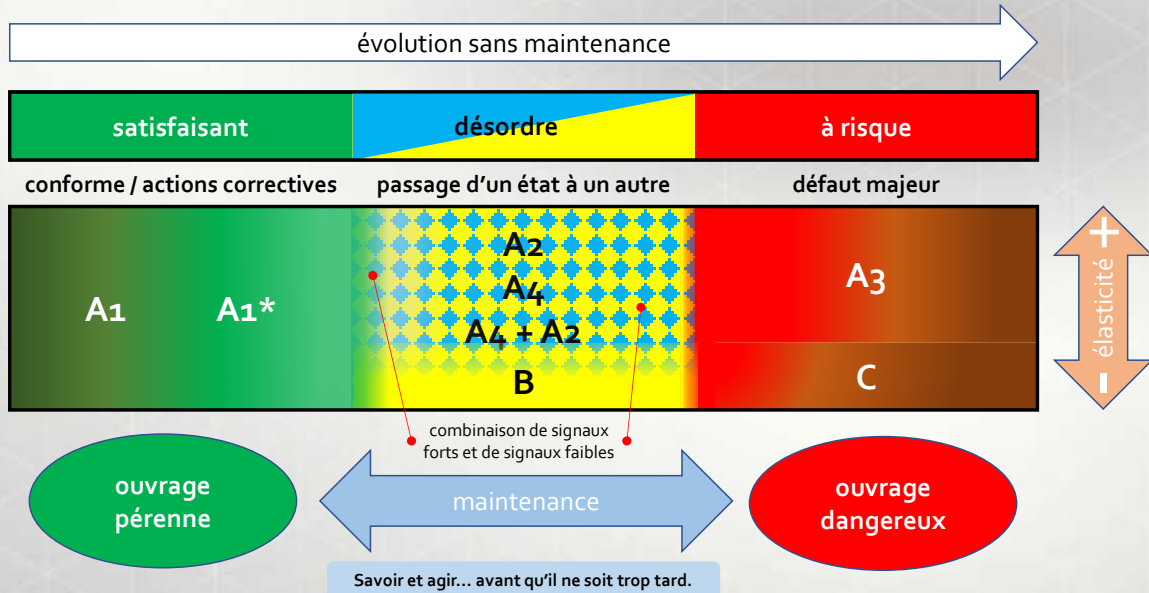 évolution sans maintenance
satisfaisant
désordre
à risque
conforme / actions correctives
passage d'un état à un autre
défaut majeur
A1
A1*
A2
A4
A4 + A2
B
A3
C
+
élasticité
-
combinaison de signaux
forts et de signaux faibles
ouvrage
pérenne
maintenance
ouvrage
dangereux
Savoir et agir... avant qu'il ne soit trop tard.